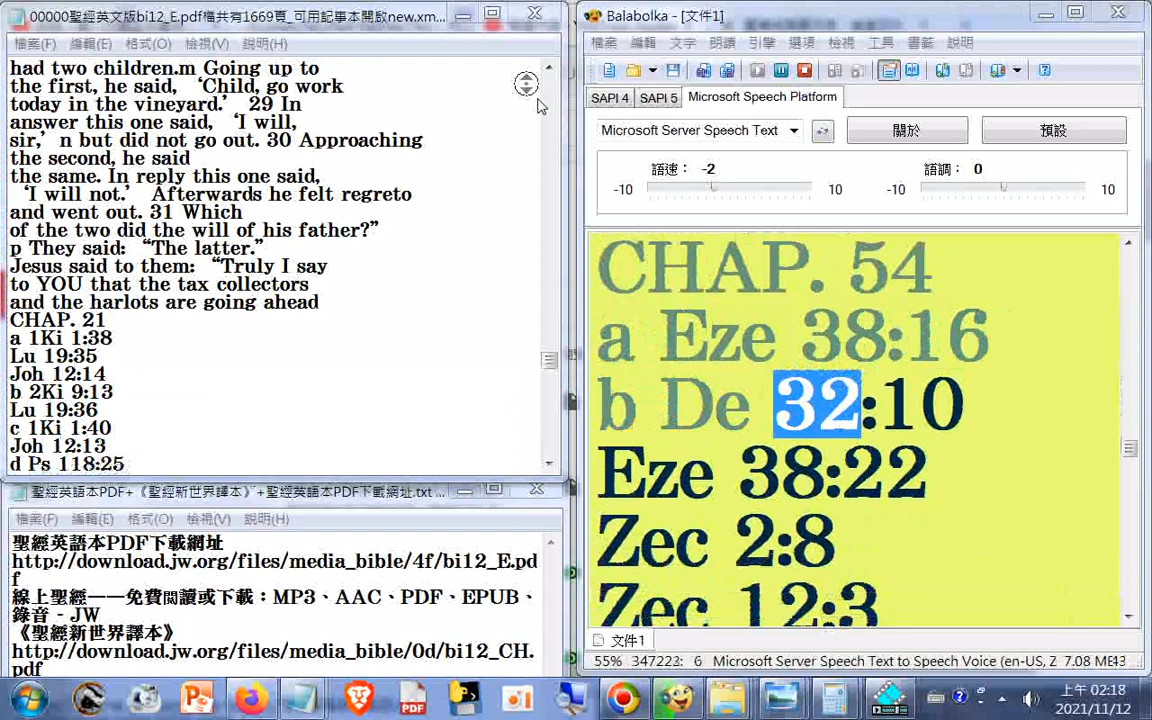 00000聖經英文版bi12_E.pdf檔共有1669頁_可用記事本開啟new.xm...
檔案(F) 編輯(E) 格式(O) 檢視(V) 說明(H)
had two children.m Going up to
the first, he said, ‘Child, go work
today in the vineyard.’ 29 In
answer this one said, ‘I will,
sir,’ n but did not go out. 30 Approaching
the second, he said
the same. In reply this one said,
‘I will not.’ Afterwards he felt regreto
and went out. 31 Which
of the two did the will of his father?”
p They said: “The latter.”
Jesus said to them: “Truly I say
to YOU that the tax collectors
and the harlots are going ahead
CHAP. 21
a 1Ki 1:38
Lu 19:35
Joh 12:14
b 2Ki 9:13
Lu 19:36
c 1Ki 1:40
Joh 12:13
d Ps 118:25
聖經英語本PDF+《聖經新世界譯本》+聖經英語本PDF下載網址.txt ...
檔案(F) 編輯(E) 格式(O) 檢視(V) 說明(H)
聖經英語本PDF下載網址
http://download.jw.org/files/media_bible/4f/bi12_E.pd
f
線上聖經——免費閱讀或下載：MP3、AAC、PDF、EPUB、
錄音 - JW
《聖經新世界譯本》
http://download.jw.org/files/media_bible/0d/bi12_CH.
pdf
Balabolka - [文件1]
檔案 編輯 文字 朗讀 引擎 選項 檢視 工具 書籤 說明
SAPI 4 SAPI 5 Microsoft Speech Platform
Microsoft Server Speech Text 關於 預設
語速： -2 語調： 0
-10 10 -10 10
CHAP. 54
a Eze 38:16
b De 32:10
Eze 38:22
Zec 2:8
Zec 12:3
文件1
55% 347223: 6 Microsoft Server Speech Text to Speech Voice (en-US, Z 7.08 ME43
PDF
上午 02:18
2021/11/12